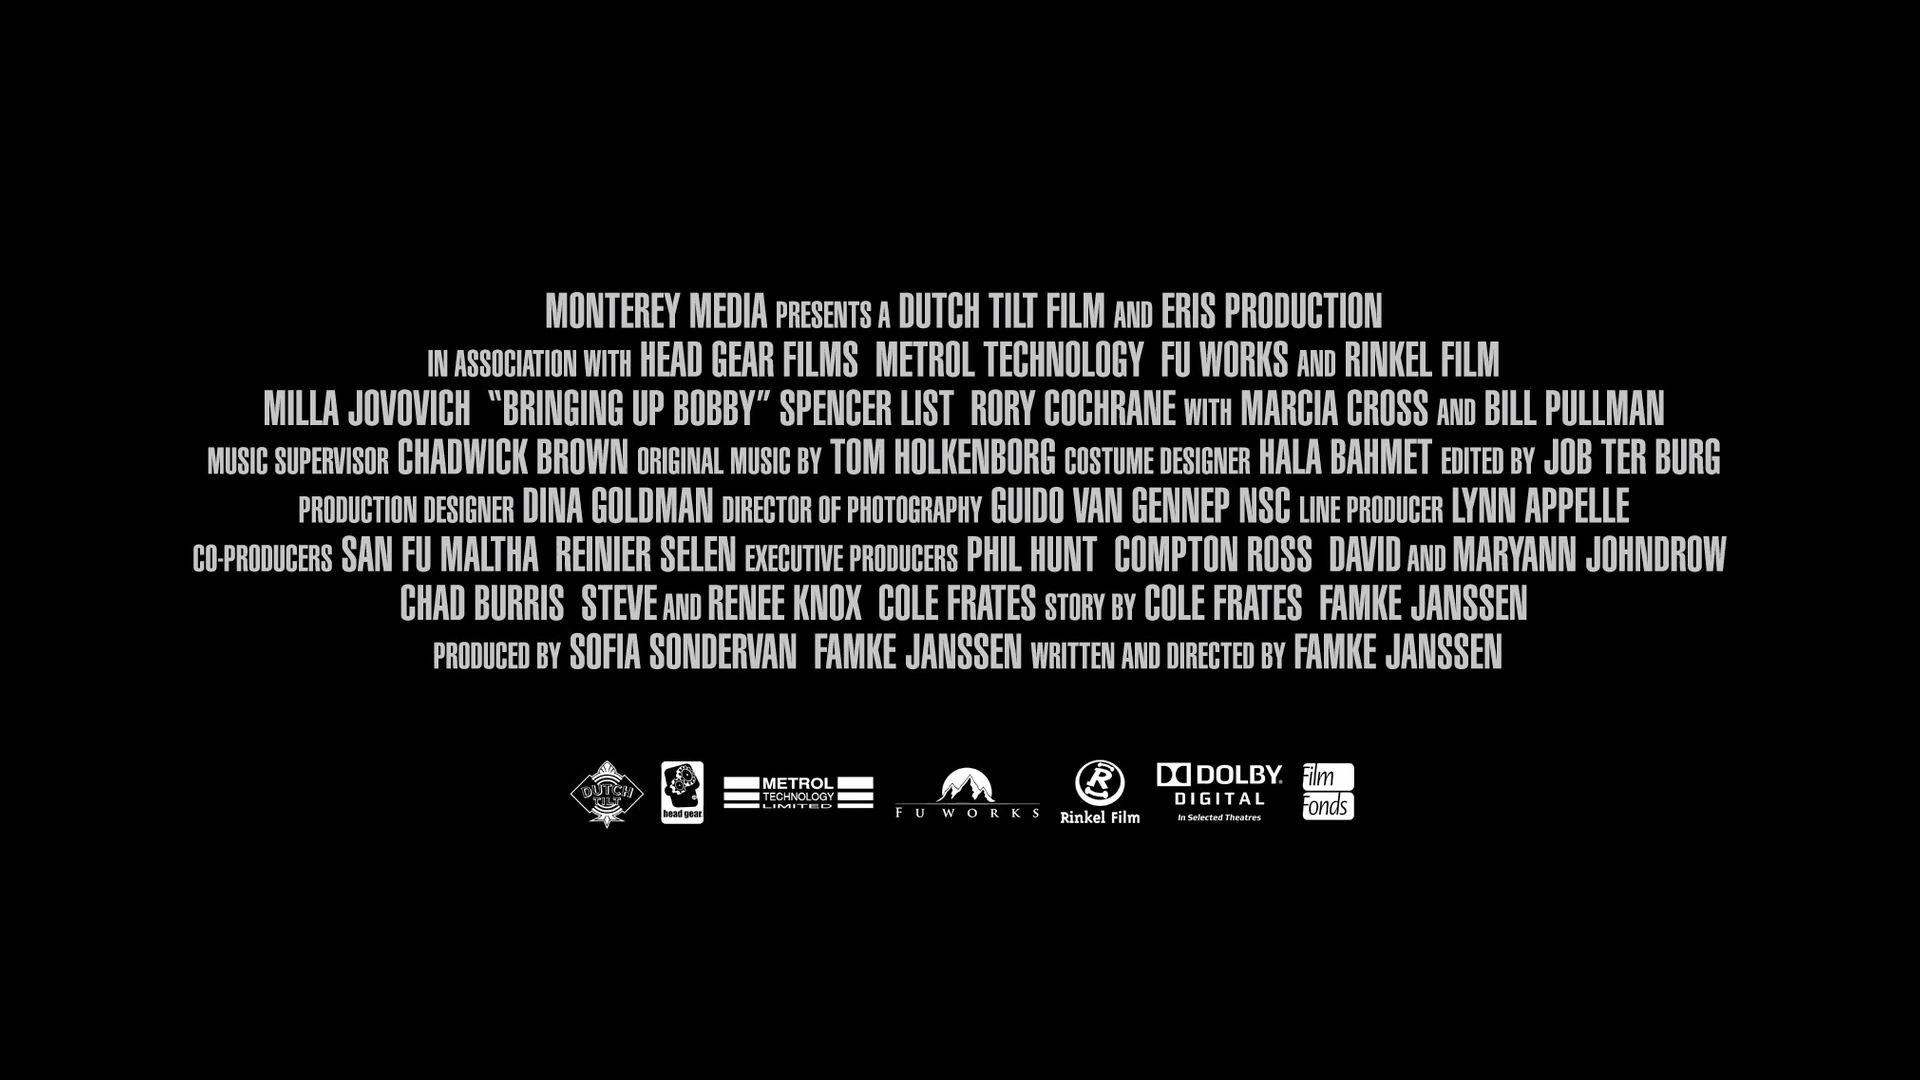 MONTEREY MEDIA PRESENTS A DUTCH TILT FILM AND ERIS PRODUCTION
IN ASSOCIATION WITH HEAD GEAR FILMS METROL TECHNOLOGY FU WORKS AND RINKEL FILM
MILLA JOVOVICH “BRINGING UP BOBBY” SPENCER LIST RORY COCHRANE WITH MARCIA CROSS AND BILL PULLMAN
MUSIC SUPERVISOR CHADWICK BROWN ORIGINAL MUSIC BY TOM HOLKENBORG COSTUME DESIGNER HALA BAHMET EDITED BY JOB TER BURG
PRODUCTION DESIGNER DINA GOLDMAN DIRECTOR OF PHOTOGRAPHY GUIDO VAN GENNEP NSC LINE PRODUCER LYNN APPELLE
CO-PRODUCERS SAN FU MALTHA REINIER SELEN EXECUTIVE PRODUCERS PHIL HUNT COMPTON ROSS DAVID AND MARYANN JOHNDROW
CHAD BURRIS STEVE AND RENEE KNOX COLE FRATES STORY BY COLE FRATES FAMKE JANSSEN
PRODUCED BY SOFIA SONDERVAN FAMKE JANSSEN WRITTEN AND DIRECTED BY FAMKE JANSSEN
DUTCH
TILT
head gear
METROL
TECHNOLOGY
LIMITED
FU WORKS
R
Rinkel Film
DOLBY
DIGITAL
In Selected Theatres
Film
Fonds